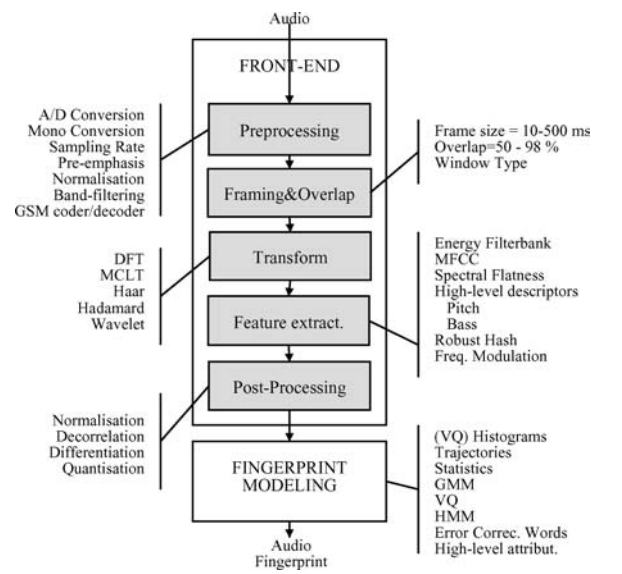 Audio
FRONT-END
A/D Conversion
Mono Conversion
Sampling Rate
Pre-emphasis
Normalisation
Band-filtering
GSM coder/decoder
Preprocessing
Frame size = 10-500 ms
Overlap=50 - 98 %
Window Type
Framing&Overlap
DFT
MCLT
Haar
Hadamard
Wavelet
Transform
Energy Filterbank
MFCC
Spectral Flatness
High-level descriptors
Pitch
Bass
Robust Hash
Freq. Modulation
Feature extract.
Post-Processing
Normalisation
Decorrelation
Differentiation
Quantisation
FINGERPRINT
MODELING
(VQ) Histograms
Trajectories
Statistics
GMM
VQ
HMM
Error Correc. Words
High-level attribut.
Audio
Fingerprint